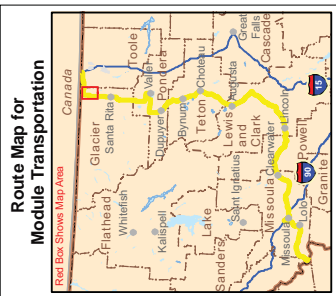 Route Map for
Module Transportation
Red Box Shows Map Area
Canada
Glacier
Toole
Santa Rita
Flathead
Whitefish
Valier
Pondera
Dupuyer
Kalispell
Bynum
Choteau
Teton
Great
Falls
Cascade
Augusta
Lake
Lewis
and
Clark
Sanders
Saint Ignatius
Lincoln
Missoula
Clearwater
Powell
Missoula
Lolo
Granite
90
15